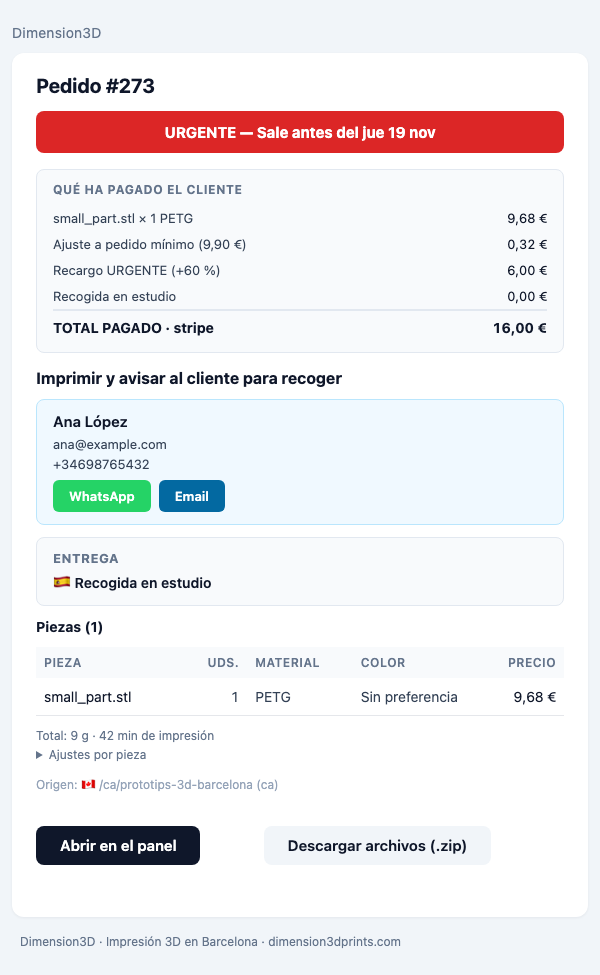 Dimension3D
Pedido #273
URGENTE — Sale antes del jue 19 nov
QUÉ HA PAGADO EL CLIENTE
small_part.stl × 1 PETG 9,68 €
Ajuste a pedido mínimo (9,90 €) 0,32 €
Recargo URGENTE (+60 %) 6,00 €
Recogida en estudio 0,00 €
TOTAL PAGADO · stripe 16,00 €
Imprimir y avisar al cliente para recoger
Ana López
ana@example.com
+34698765432
WhatsApp Email
ENTREGA
🇪🇸 Recogida en estudio
Piezas (1)
PIEZA UDS. MATERIAL COLOR PRECIO
small_part.stl 1 PETG Sin preferencia 9,68 €
Total: 9 g · 42 min de impresión
▶ Ajustes por pieza
Origen: 🇨🇦 /ca/prototips-3d-barcelona (ca)
Abrir en el panel Descargar archivos (.zip)
Dimension3D · Impresión 3D en Barcelona · dimension3dprints.com